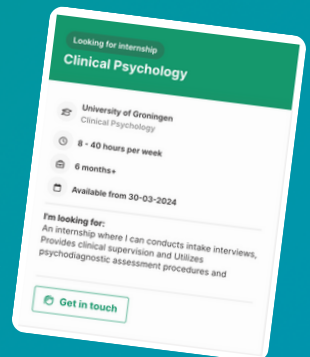 Looking for internship
Clinical Psychology
University of Groningen
Clinical Psychology
8 - 40 hours per week
6 months+
Available from 30-03-2024
I'm looking for:
An internship where I can conducts intake interviews,
Provides clinical supervision and Utilizes
psychodiagnostic assessment procedures and
Get in touch